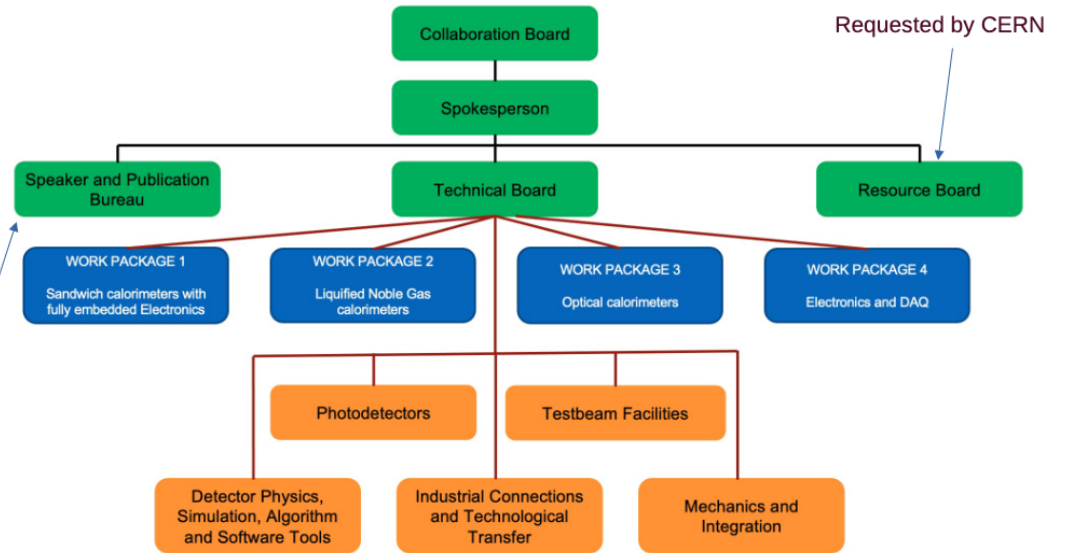 Requested by CERN
Collaboration Board
Spokesperson
Speaker and Publication
Bureau
Technical Board
Resource Board
WORK PACKAGE 1
Sandwich calorimeters with
fully embedded Electronics
WORK PACKAGE 2
Liquified Noble Gas
calorimeters
WORK PACKAGE 3
Optical calorimeters
WORK PACKAGE 4
Electronics and DAQ
Photodetectors
Testbeam Facilities
Detector Physics,
Simulation, Algorithm
and Software Tools
Industrial Connections
and Technological
Transfer
Mechanics and
Integration